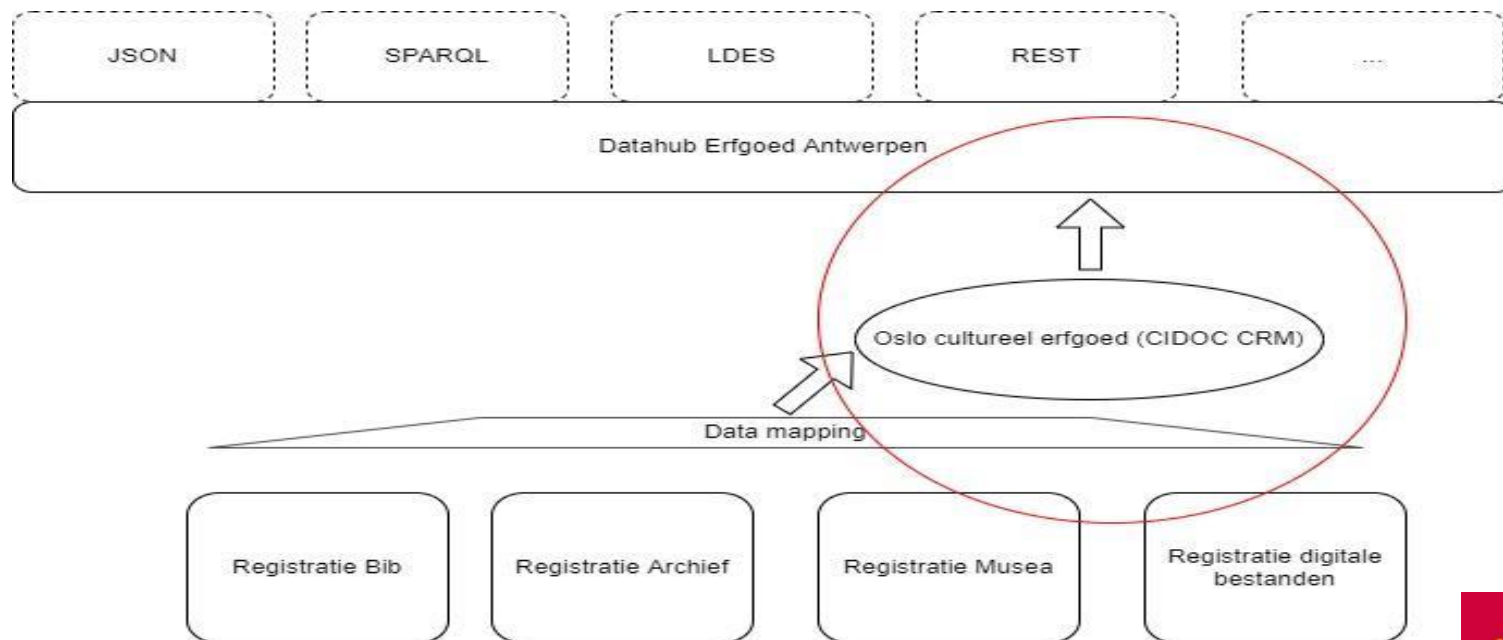 JSON
SPARQL
LDES
REST
...
Datahub Erfgoed Antwerpen
Oslo cultureel erfgoed (CIDOC CRM)
Data mapping
Registratie Bib
Registratie Archief
Registratie Musea
Registratie digitale
bestanden